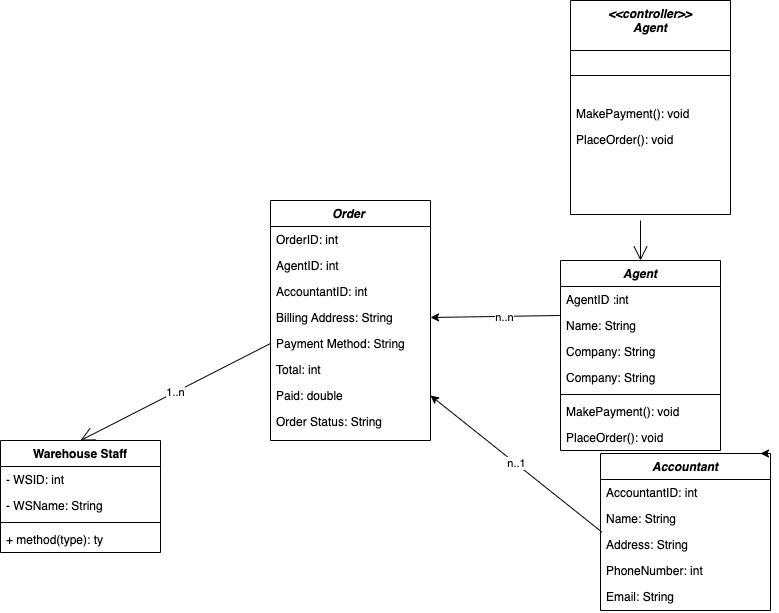 <<controller>>
Agent
MakePayment(): void
PlaceOrder(): void
Order
OrderID: int
AgentID: int
AccountantID: int
Billing Address: String
Payment Method: String
Total: int
Paid: double
Order Status: String
Agent
AgentID :int
Name: String
Company: String
Company: String
MakePayment(): void
PlaceOrder(): void
n..n
1..n
n..1
Warehouse Staff
- WSID: int
- WSName: String
+ method(type): ty
Accountant
AccountantID: int
Name: String
Address: String
PhoneNumber: int
Email: String